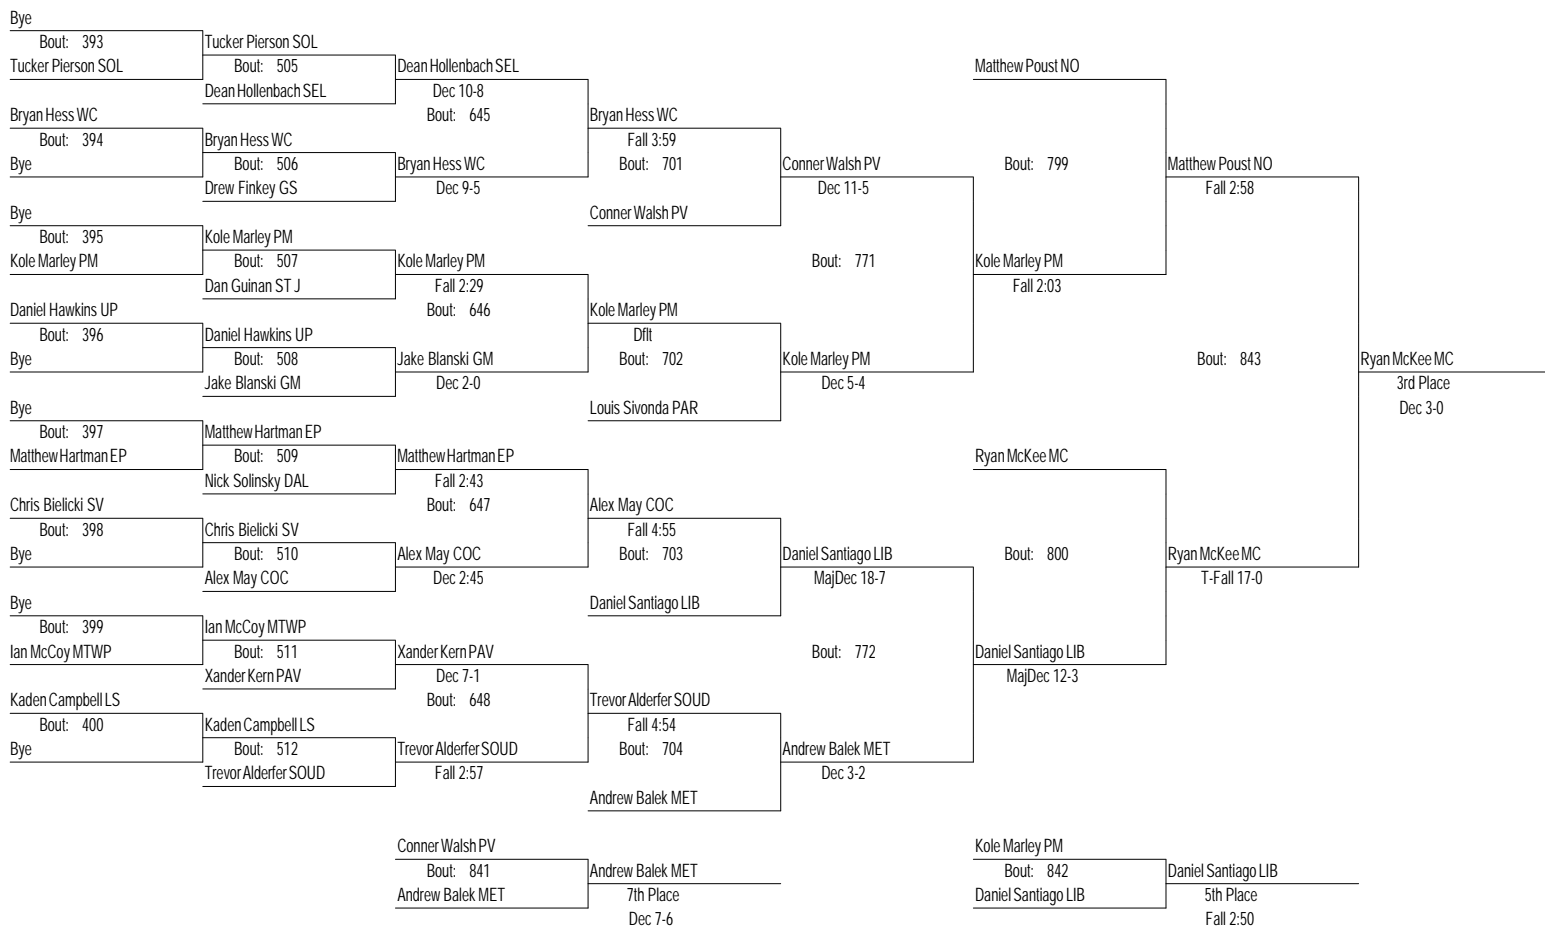 Bye
Bout: 393
Tucker Pierson SOL
Bryan Hess WC
Bout: 394
Bye
Bye
Bout: 395
Kole Marley PM
Daniel Hawkins UP
Bout: 396
Bye
Bye
Bout: 397
Matthew Hartman EP
Chris Bielicki SV
Bout: 398
Bye
Bye
Bout: 399
Ian McCoy MTWP
Kaden Campbell LS
Bout: 400
Bye
Tucker Pierson SOL
Bout: 505
Dean Hollenbach SEL
Bryan Hess WC
Bout: 506
Drew Finkey GS
Kole Marley PM
Bout: 507
Dan Guinan ST J
Daniel Hawkins UP
Bout: 508
Jake Blanski GM
Matthew Hartman EP
Bout: 509
Nick Solinsky DAL
Chris Bielicki SV
Bout: 510
Alex May COC
Ian McCoy MTWP
Bout: 511
Xander Kern PAV
Kaden Campbell LS
Bout: 512
Trevor Alderfer SOUD
Dean Hollenbach SEL
Dec 10-8
Bout: 645
Bryan Hess WC
Dec 9-5
Kole Marley PM
Fall 2:29
Bout: 646
Jake Blanski GM
Dec 2-0
Matthew Hartman EP
Fall 2:43
Bout: 647
Alex May COC
Dec 2:45
Xander Kern PAV
Dec 7-1
Bout: 648
Trevor Alderfer SOUD
Fall 2:57
Bryan Hess WC
Fall 3:59
Bout: 701
Conner Walsh PV
Kole Marley PM
Dflt
Bout: 702
Louis Sivonda PAR
Alex May COC
Fall 4:55
Bout: 703
Daniel Santiago LIB
Trevor Alderfer SOUD
Fall 4:54
Bout: 704
Andrew Balek MET
Conner Walsh PV
Dec 11-5
Bout: 771
Kole Marley PM
Dec 5-4
Daniel Santiago LIB
MajDec 18-7
Bout: 772
Andrew Balek MET
Dec 3-2
Matthew Poust NO
Bout: 799
Kole Marley PM
Fall 2:03
Ryan McKee MC
Bout: 800
Daniel Santiago LIB
MajDec 12-3
Matthew Poust NO
Fall 2:58
Bout: 843
Ryan McKee MC
T-Fall 17-0
Ryan McKee MC
3rd Place
Dec 3-0
Conner Walsh PV
Bout: 841
Andrew Balek MET
Andrew Balek MET
7th Place
Dec 7-6
Kole Marley PM
Bout: 842
Daniel Santiago LIB
Daniel Santiago LIB
5th Place
Fall 2:50